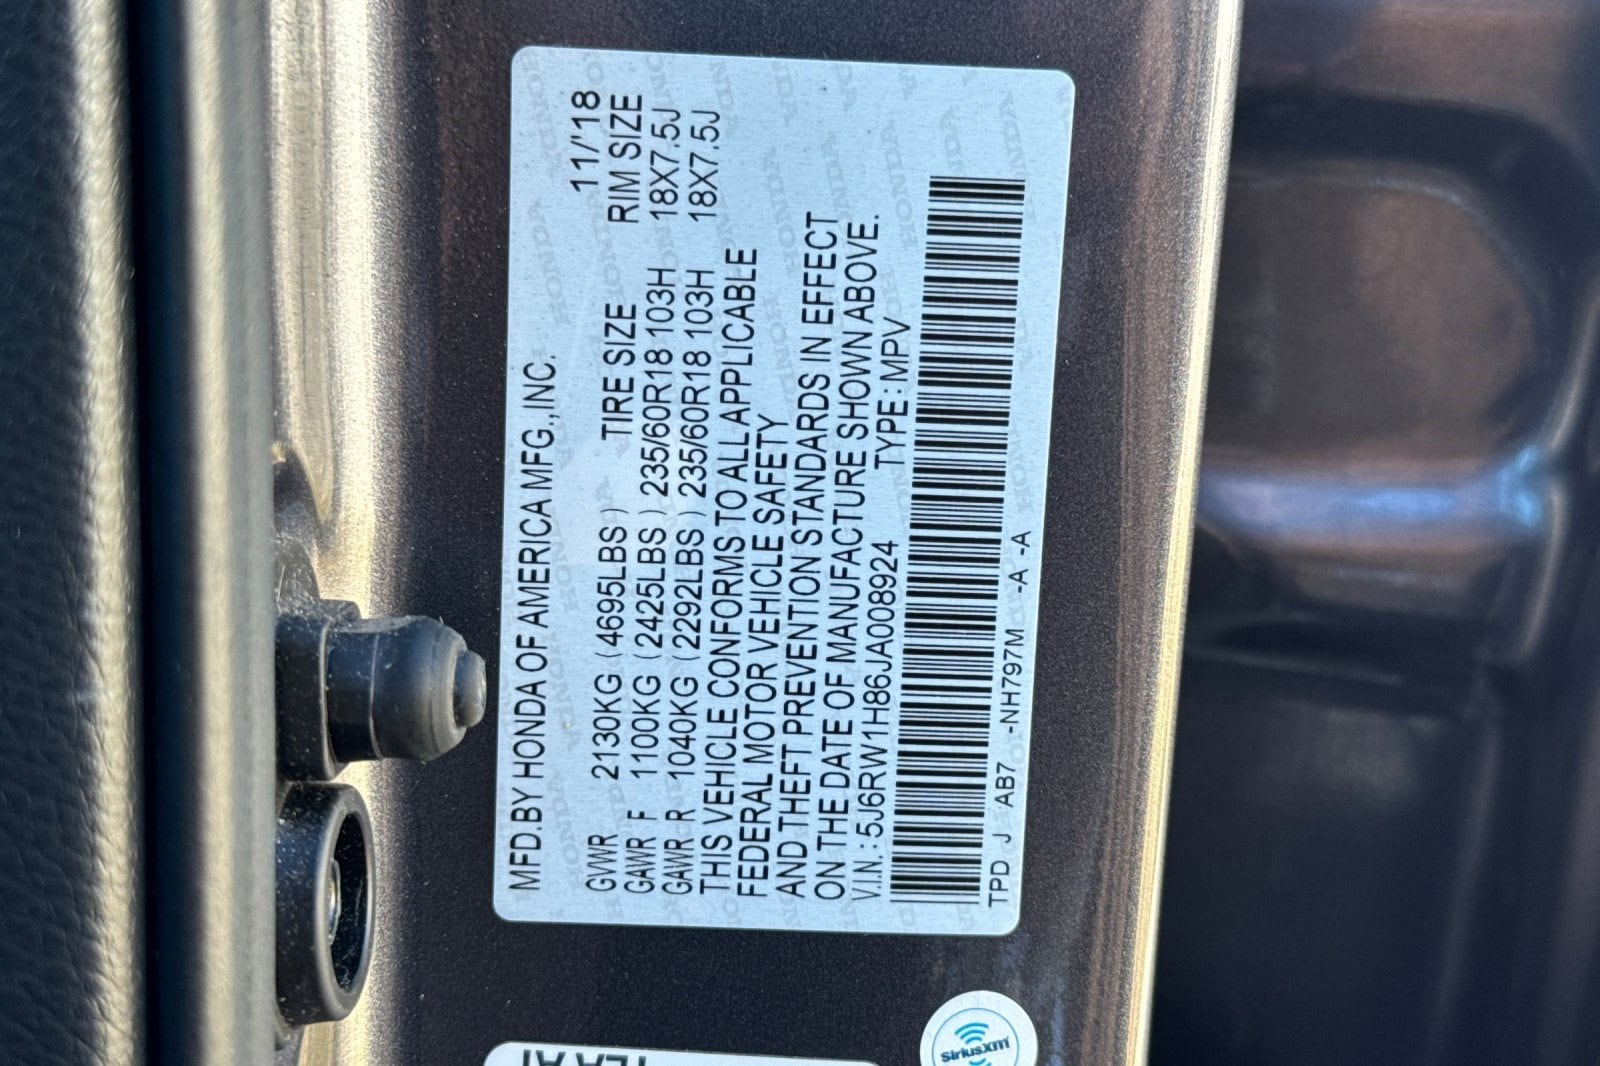 MFD.BY HONDA OF AMERICA MFG.,INC. 11/'18
GVWR 2130KG (4695LBS) TIRE SIZE RIM SIZE
GAWR F 1100KG (2425LBS) 235/60R18 103H 18X7.5J
GAWR R 1040KG (2292LBS) 235/60R18 103H 18X7.5J
THIS VEHICLE CONFORMS TO ALL APPLICABLE
FEDERAL MOTOR VEHICLE SAFETY
AND THEFT PREVENTION STANDARDS IN EFFECT
ON THE DATE OF MANUFACTURE SHOWN ABOVE.
V.I.N.:5J6RW1H86JA008924 TYPE:MPV
TPD J AB7 -NH797M -A -A
siriusxm